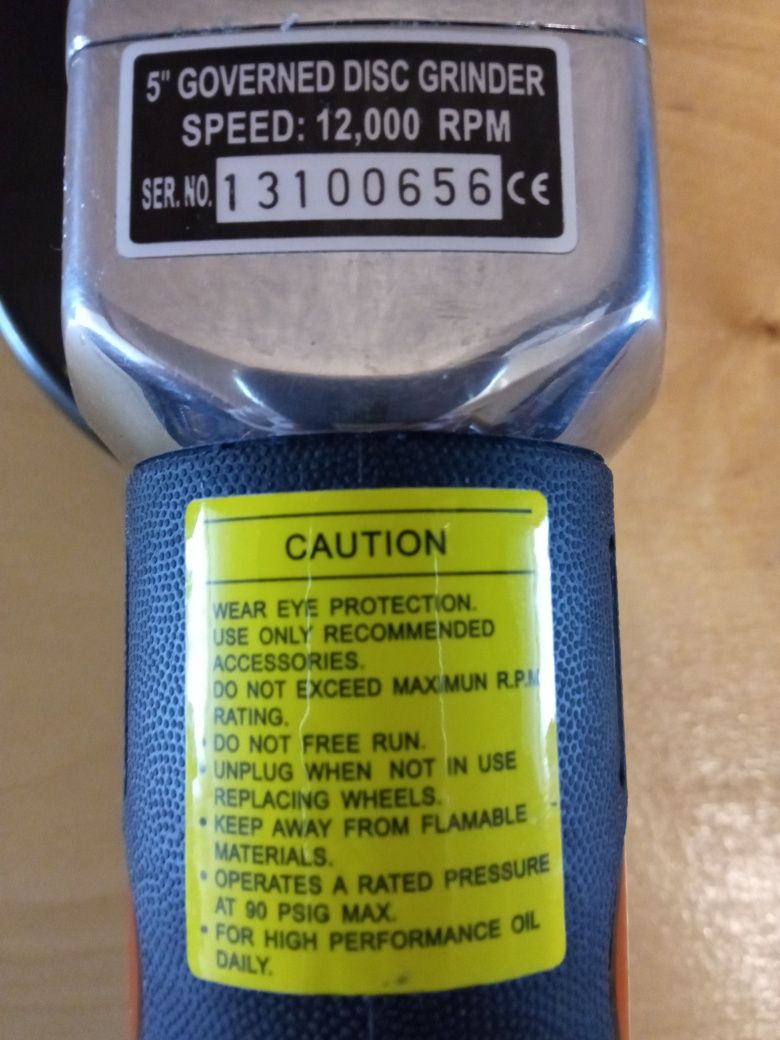 5" GOVERNED DISC GRINDER
SPEED: 12,000 RPM
SER. NO. 13100656 CE
CAUTION
WEAR EYE PROTECTION.
USE ONLY RECOMMENDED
ACCESSORIES.
DO NOT EXCEED MAXIMUN R.P.M
RATING.
• DO NOT FREE RUN.
• UNPLUG WHEN NOT IN USE
REPLACING WHEELS.
• KEEP AWAY FROM FLAMABLE
MATERIALS.
• OPERATES A RATED PRESSURE
AT 90 PSIG MAX.
• FOR HIGH PERFORMANCE OIL
DAILY.